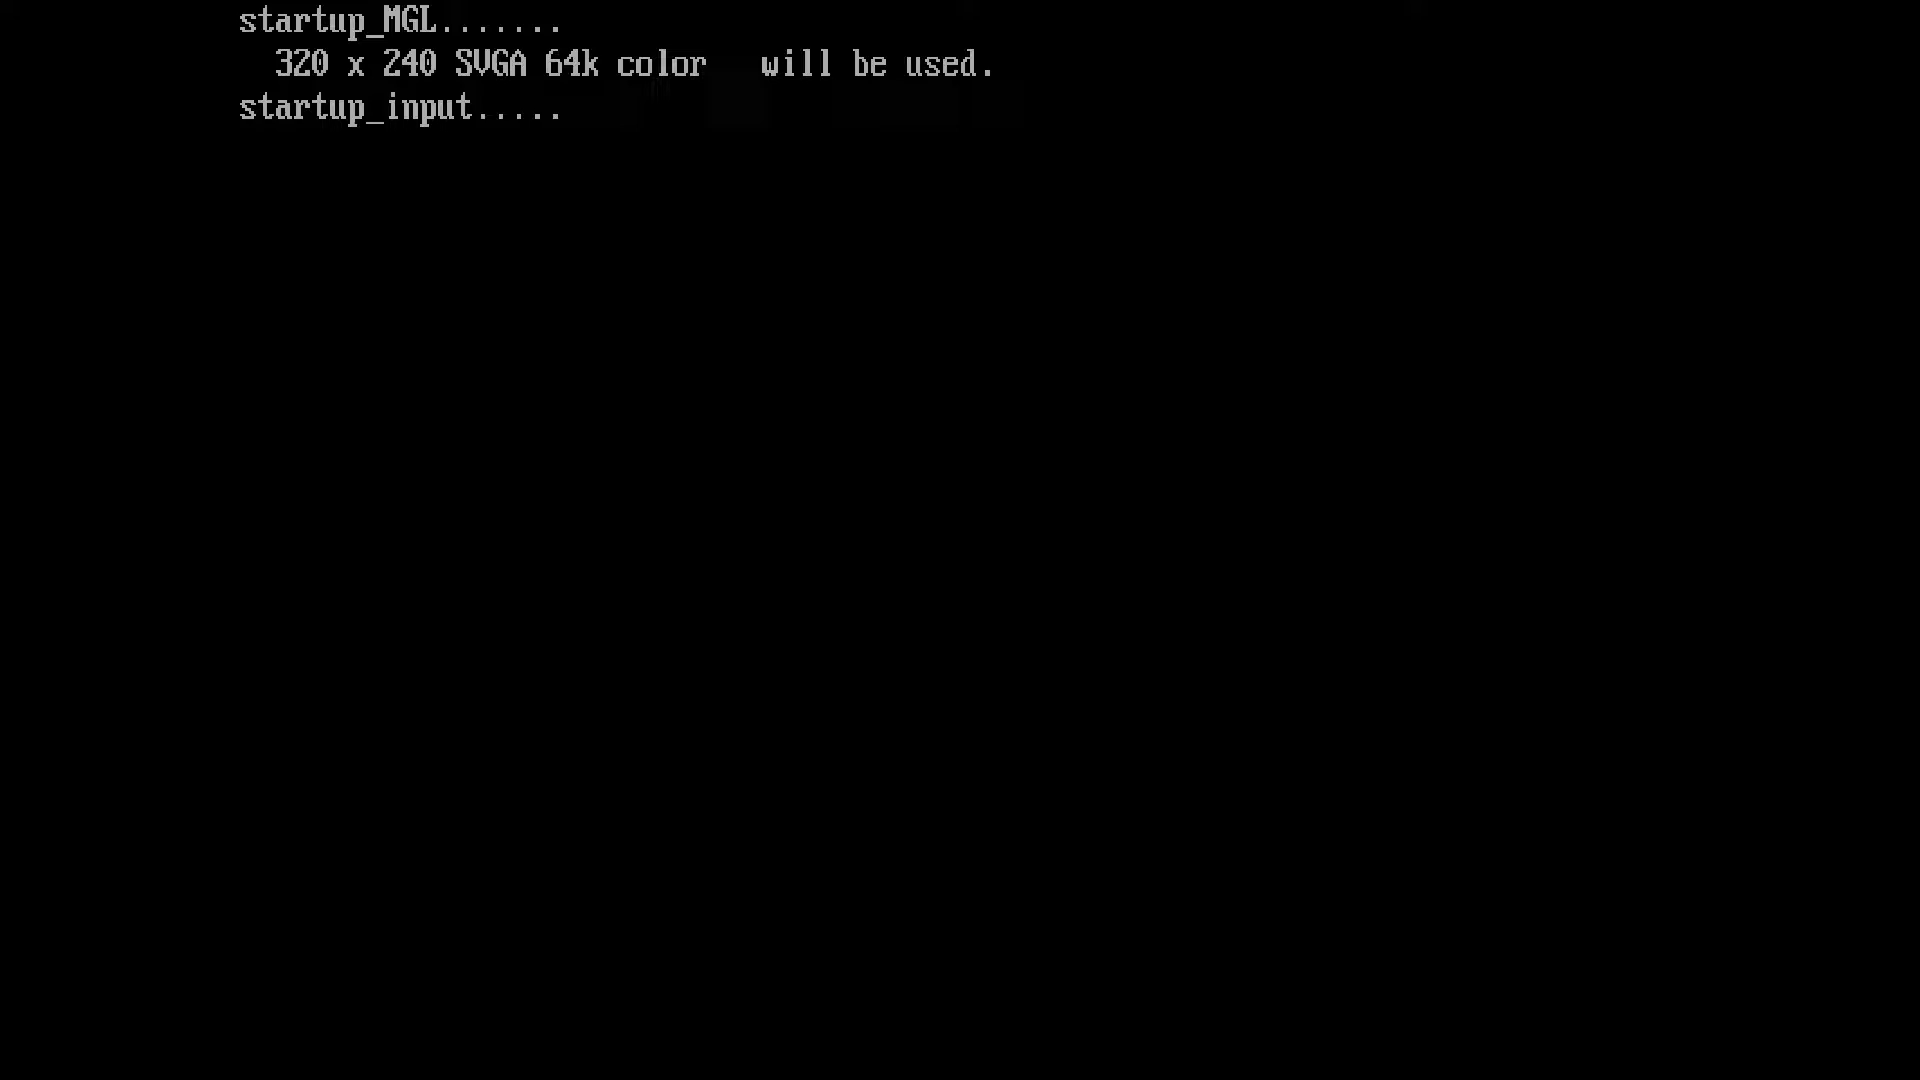 startup_MGL.......
320 x 240 SVGA 64k color   will be used.
startup_input.....